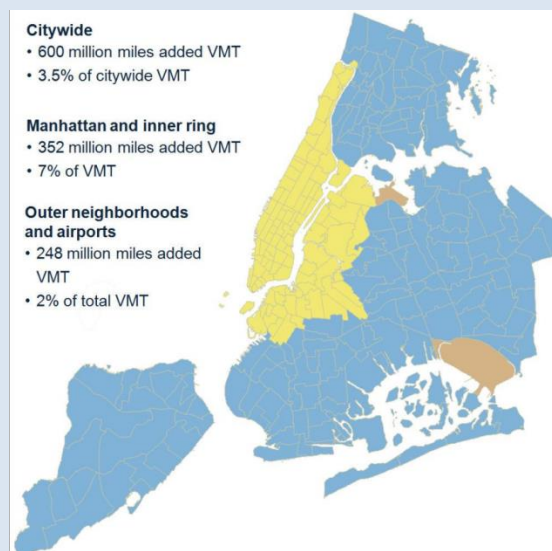 Citywide
• 600 million miles added VMT
• 3.5% of citywide VMT
Manhattan and inner ring
• 352 million miles added VMT
• 7% of VMT
Outer neighborhoods
and airports
• 248 million miles added
VMT
• 2% of total VMT